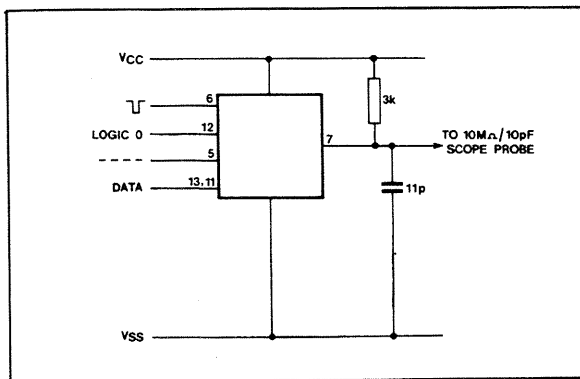 VCC
6
3k
LOGIC 0 12
7
TO 10MΩ/10pF
SCOPE PROBE
5
DATA 13,11
11p
VSS